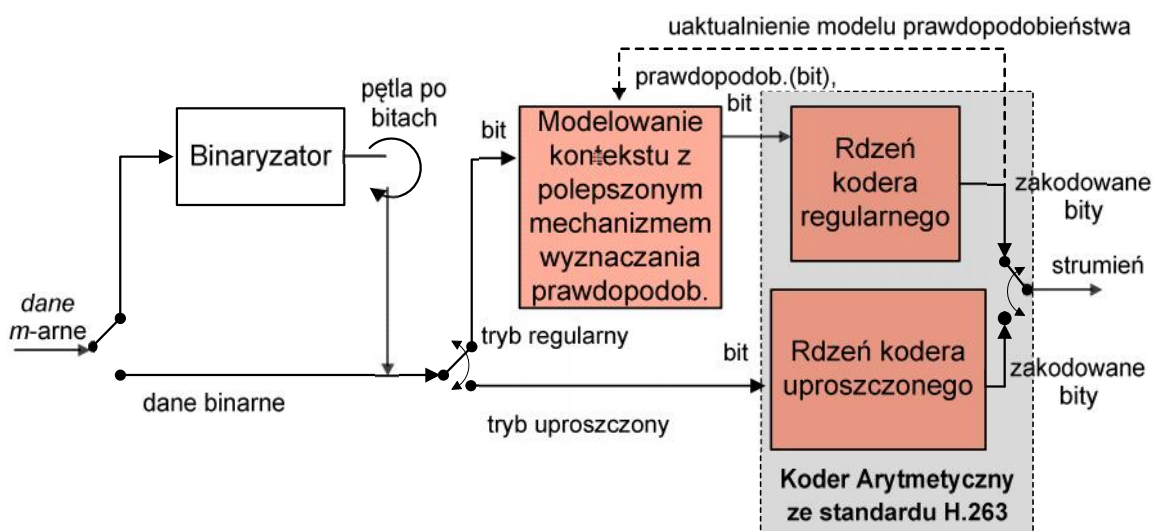 uaktualnienie modelu prawdopodobieństwa
pętla po
bitach
prawdopodob.(bit),
bit
bit
Binaryzator
Modelowanie
kontekstu z
polepszonym
mechanizmem
wyznaczania
prawdopodob.
Rdzeń
kodera
regularnego
zakodowane
bity
strumień
dane
m-arne
tryb regularny
bit
Rdzeń kodera
uproszczonego
zakodowane
bity
dane binarne
tryb uproszczony
Koder Arytmetyczny
ze standardu H.263